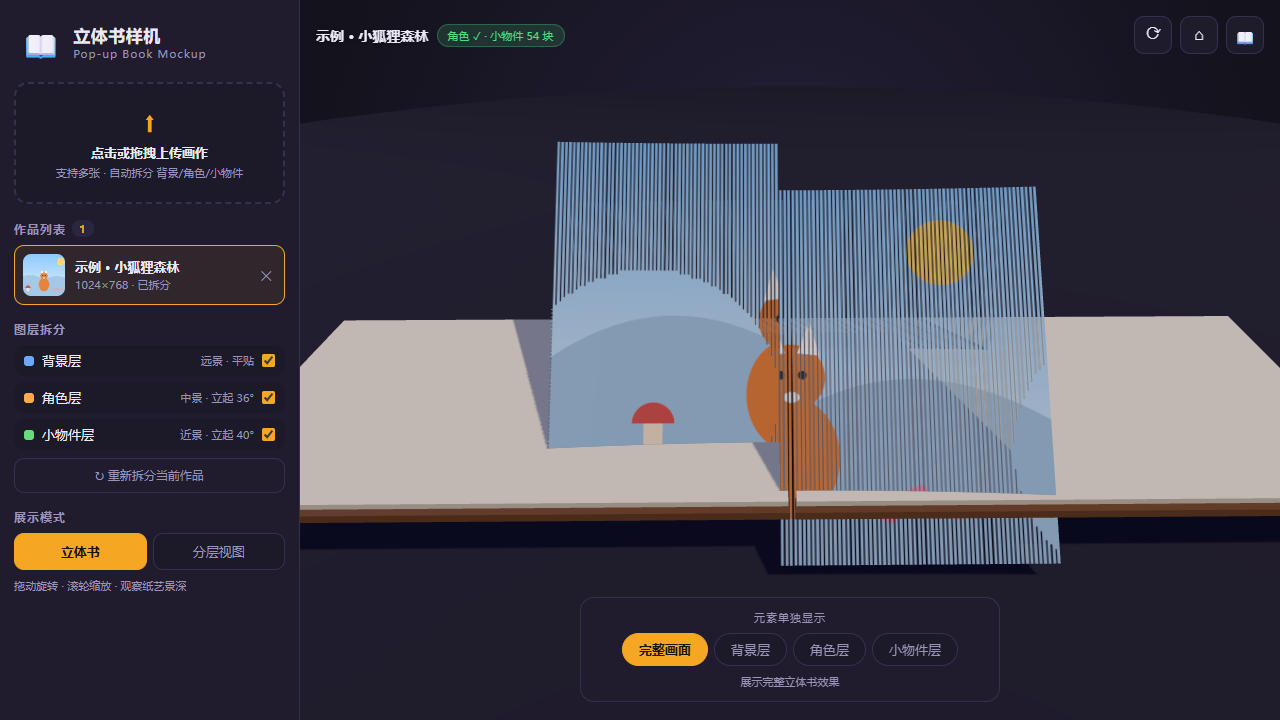 立体书样机
Pop-up Book Mockup
点击或拖拽上传画作
支持多张 · 自动拆分 背景/角色/小物件
作品列表 1
示例 • 小狐狸森林
1024×768 · 已拆分
图层拆分
背景层 远景 · 平贴
角色层 中景 · 立起 36°
小物件层 近景 · 立起 40°
↻ 重新拆分当前作品
展示模式
立体书 分层视图
拖动旋转 · 滚轮缩放 · 观察纸艺景深
示例 • 小狐狸森林 角色 ✓ · 小物件 54 块
元素单独显示
完整画面 背景层 角色层 小物件层
展示完整立体书效果